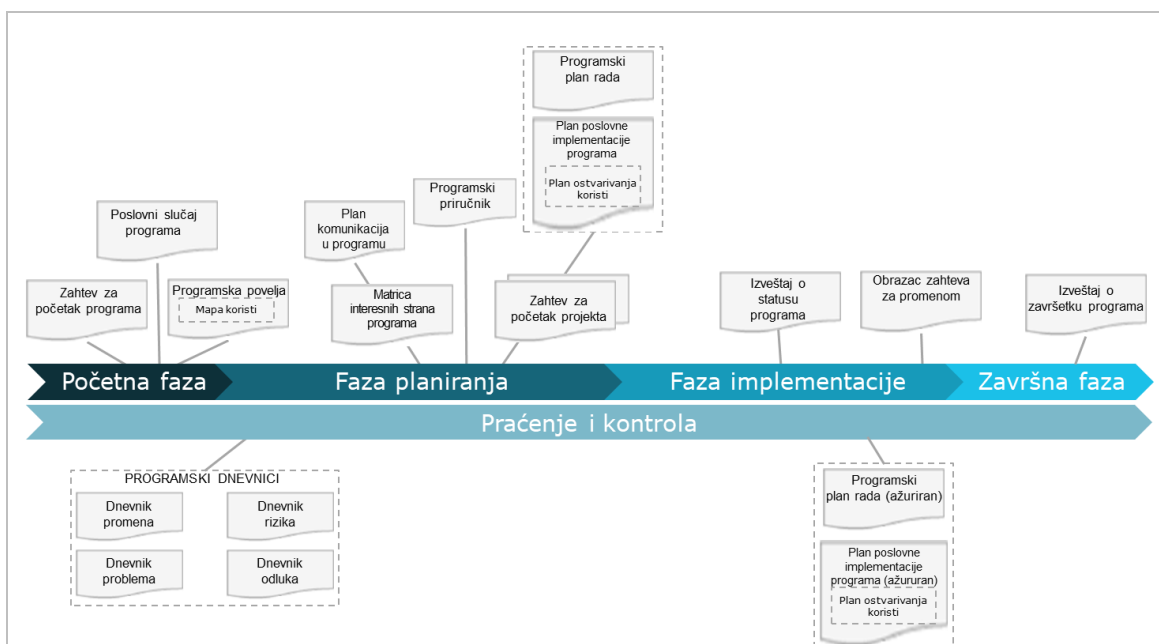 Programski
plan rada
Plan poslovne
implementacije
programa
Plan ostvarivanja
koristi
Poslovni slučaj
programa
Plan
komunikacija
u programu
Programski
priručnik
Zahtev za
početak programa
Programska povelja
Mapa koristi
Matrica
interesnih strana
programa
Zahtev za
početak projekta
Izveštaj o
statusu
programa
Obrazac zahteva
za promenom
Izveštaj o
završetku programa
Početna faza
Faza planiranja
Faza implementacije
Završna faza
Praćenje i kontrola
PROGRAMSKI DNEVNICI
Dnevnik
promena
Dnevnik
rizika
Dnevnik
problema
Dnevnik
odluka
Programski
plan rada (ažuriran)
Plan poslovne
implementacije
programa (ažururan)
Plan ostvarivanja
koristi